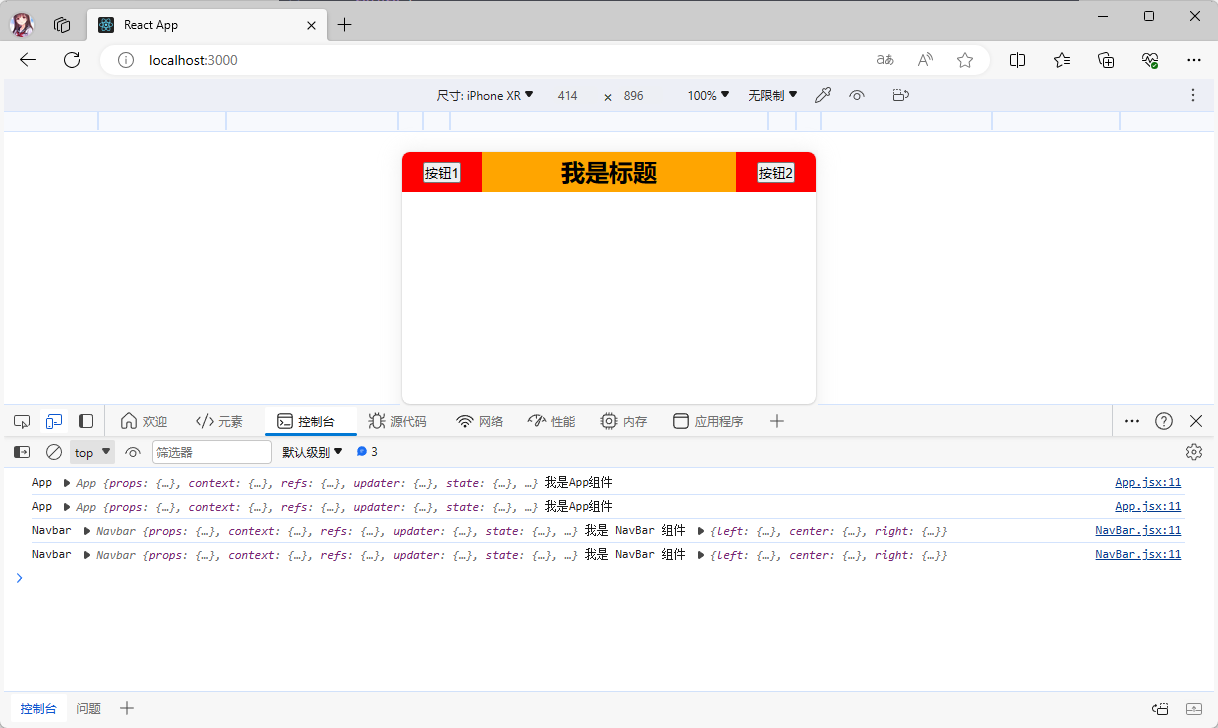 React App
localhost:3000
尺寸: iPhone XR 414 × 896 100% 无限制
按钮1 我是标题 按钮2
欢迎 元素 控制台 源代码 网络 性能 内存 应用程序
top 筛选器 默认级别 3
App App {props: {…}, context: {…}, refs: {…}, updater: {…}, state: {…}, …} 我是App组件 App.jsx:11
App App {props: {…}, context: {…}, refs: {…}, updater: {…}, state: {…}, …} 我是App组件 App.jsx:11
Navbar Navbar {props: {…}, context: {…}, refs: {…}, updater: {…}, state: {…}, …} 我是 NavBar 组件 {left: {…}, center: {…}, right: {…}} NavBar.jsx:11
Navbar Navbar {props: {…}, context: {…}, refs: {…}, updater: {…}, state: {…}, …} 我是 NavBar 组件 {left: {…}, center: {…}, right: {…}} NavBar.jsx:11
控制台 问题